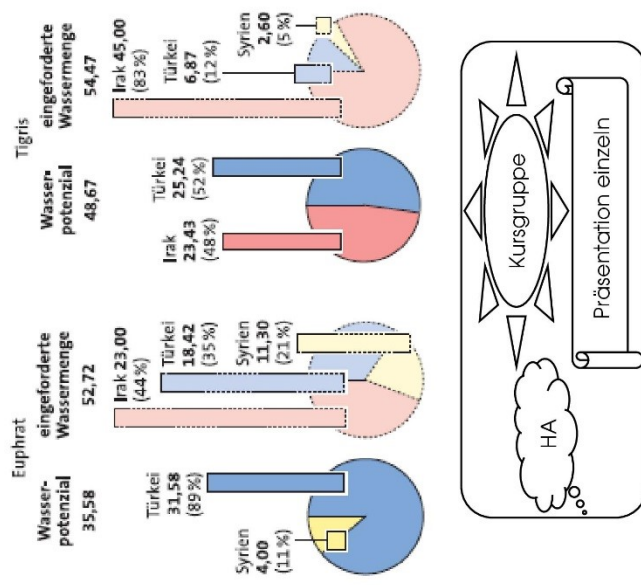 Euphrat
Wasser-
potenzial
35,58
Türkei
31,58
(89%)
Syrien
4,00
(11%)
eingeforderte
Wassermenge
52,72
Irak 23,00
(44%)
Türkei
18,42
(35%)
Syrien
11,30
(21%)
Tigris
Wasser-
potenzial
48,67
Irak
23,43
(48%)
Türkei
25,24
(52%)
eingeforderte
Wassermenge
54,47
Irak 45,00
(83%)
Türkei
6,87
(12%)
Syrien
2,60
(5%)
HA
Kursgruppe
Präsentation einzeln